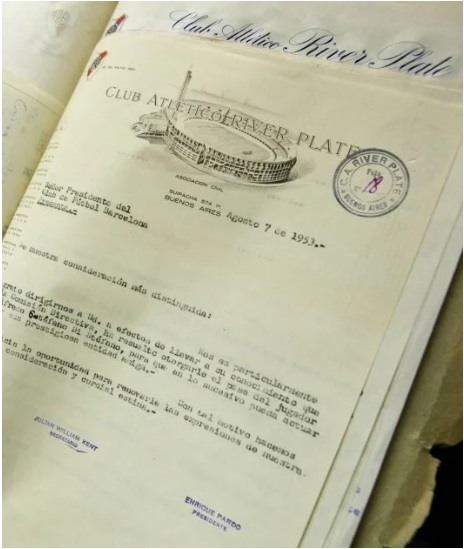 Club Atlético River Plate
CLUB ATLETICO RIVER PLATE
ASOCIACION CIVIL
SUIPACHA 574
BUENOS AIRES
Agosto 7 de 1953.-
C. A. RIVER PLATE
18
BUENOS AIRES
Señor Presidente del
Club de Fútbol Barcelona
De nuestra consideración más distinguida:
Nos es particularmente
grato dirigirnos a Ud. a efectos de llevar a su conocimiento que
Comisión Directiva, ha resuelto otorgarle el pase del jugador
Di Stéfano, para que en lo sucesivo pueda actuar
su prestigiosa entidad amiga.-
Con tal motivo hacemos
la oportunidad para renovarle las expresiones de nuestra
consideración y cordial estima.-
JULIAN WILLIAM KENT
SECRETARIO
ENRIQUE PARDO
PRESIDENTE